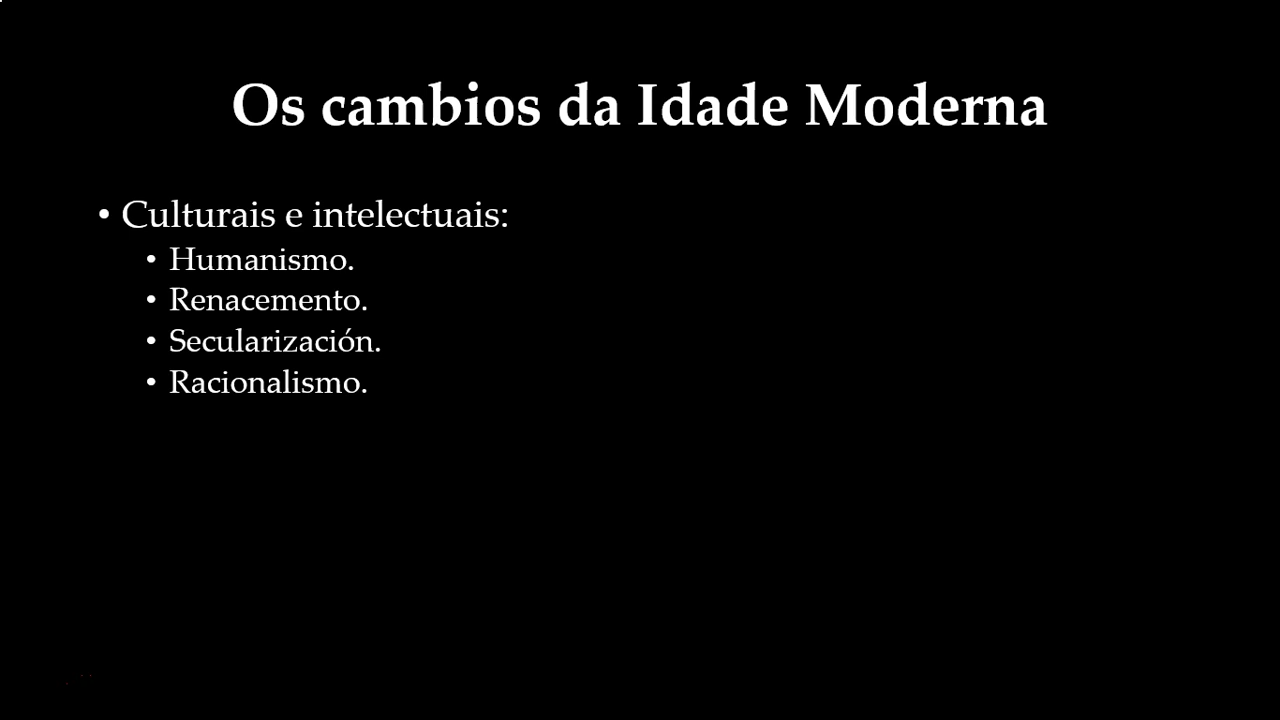 Os cambios da Idade Moderna
• Culturais e intelectuais:
• Humanismo.
• Renacemento.
• Secularización.
• Racionalismo.